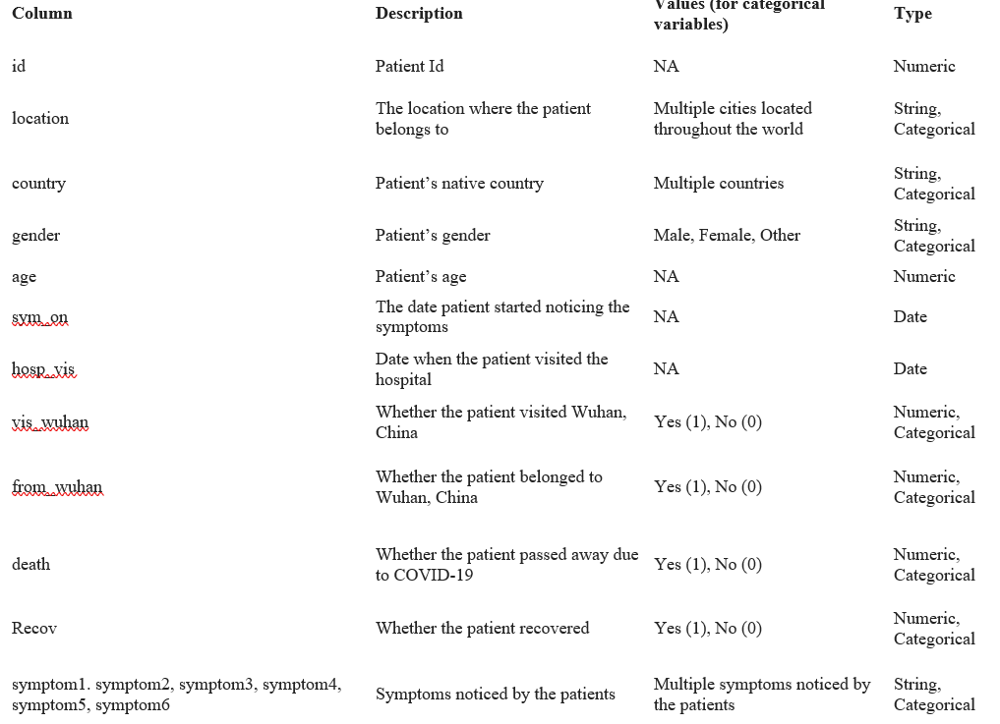 Column Description Values (for categorical variables) Type
id Patient Id NA Numeric
location The location where the patient belongs to Multiple cities located throughout the world String, Categorical
country Patient’s native country Multiple countries String, Categorical
gender Patient’s gender Male, Female, Other String, Categorical
age Patient’s age NA Numeric
sym_on The date patient started noticing the symptoms NA Date
hosp_vis Date when the patient visited the hospital NA Date
vis_wuhan Whether the patient visited Wuhan, China Yes (1), No (0) Numeric, Categorical
from_wuhan Whether the patient belonged to Wuhan, China Yes (1), No (0) Numeric, Categorical
death Whether the patient passed away due to COVID-19 Yes (1), No (0) Numeric, Categorical
Recov Whether the patient recovered Yes (1), No (0) Numeric, Categorical
symptom1. symptom2, symptom3, symptom4, symptom5, symptom6 Symptoms noticed by the patients Multiple symptoms noticed by the patients String, Categorical